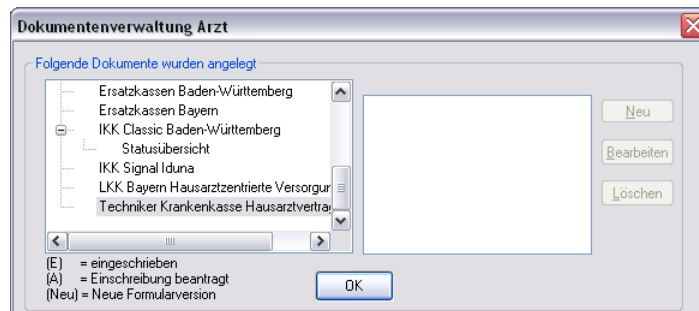 Dokumentenverwaltung Arzt
Folgende Dokumente wurden angelegt
Ersatzkassen Baden-Württemberg
Ersatzkassen Bayern
IKK Classic Baden-Württemberg
Statusübersicht
IKK Signal Iduna
LKK Bayern Hausarztzentrierte Versorgur
Techniker Krankenkasse Hausarztvertra
Neu
Bearbeiten
Löschen
(E) = eingeschrieben
(A) = Einschreibung beantragt
(Neu) = Neue Formularversion
OK